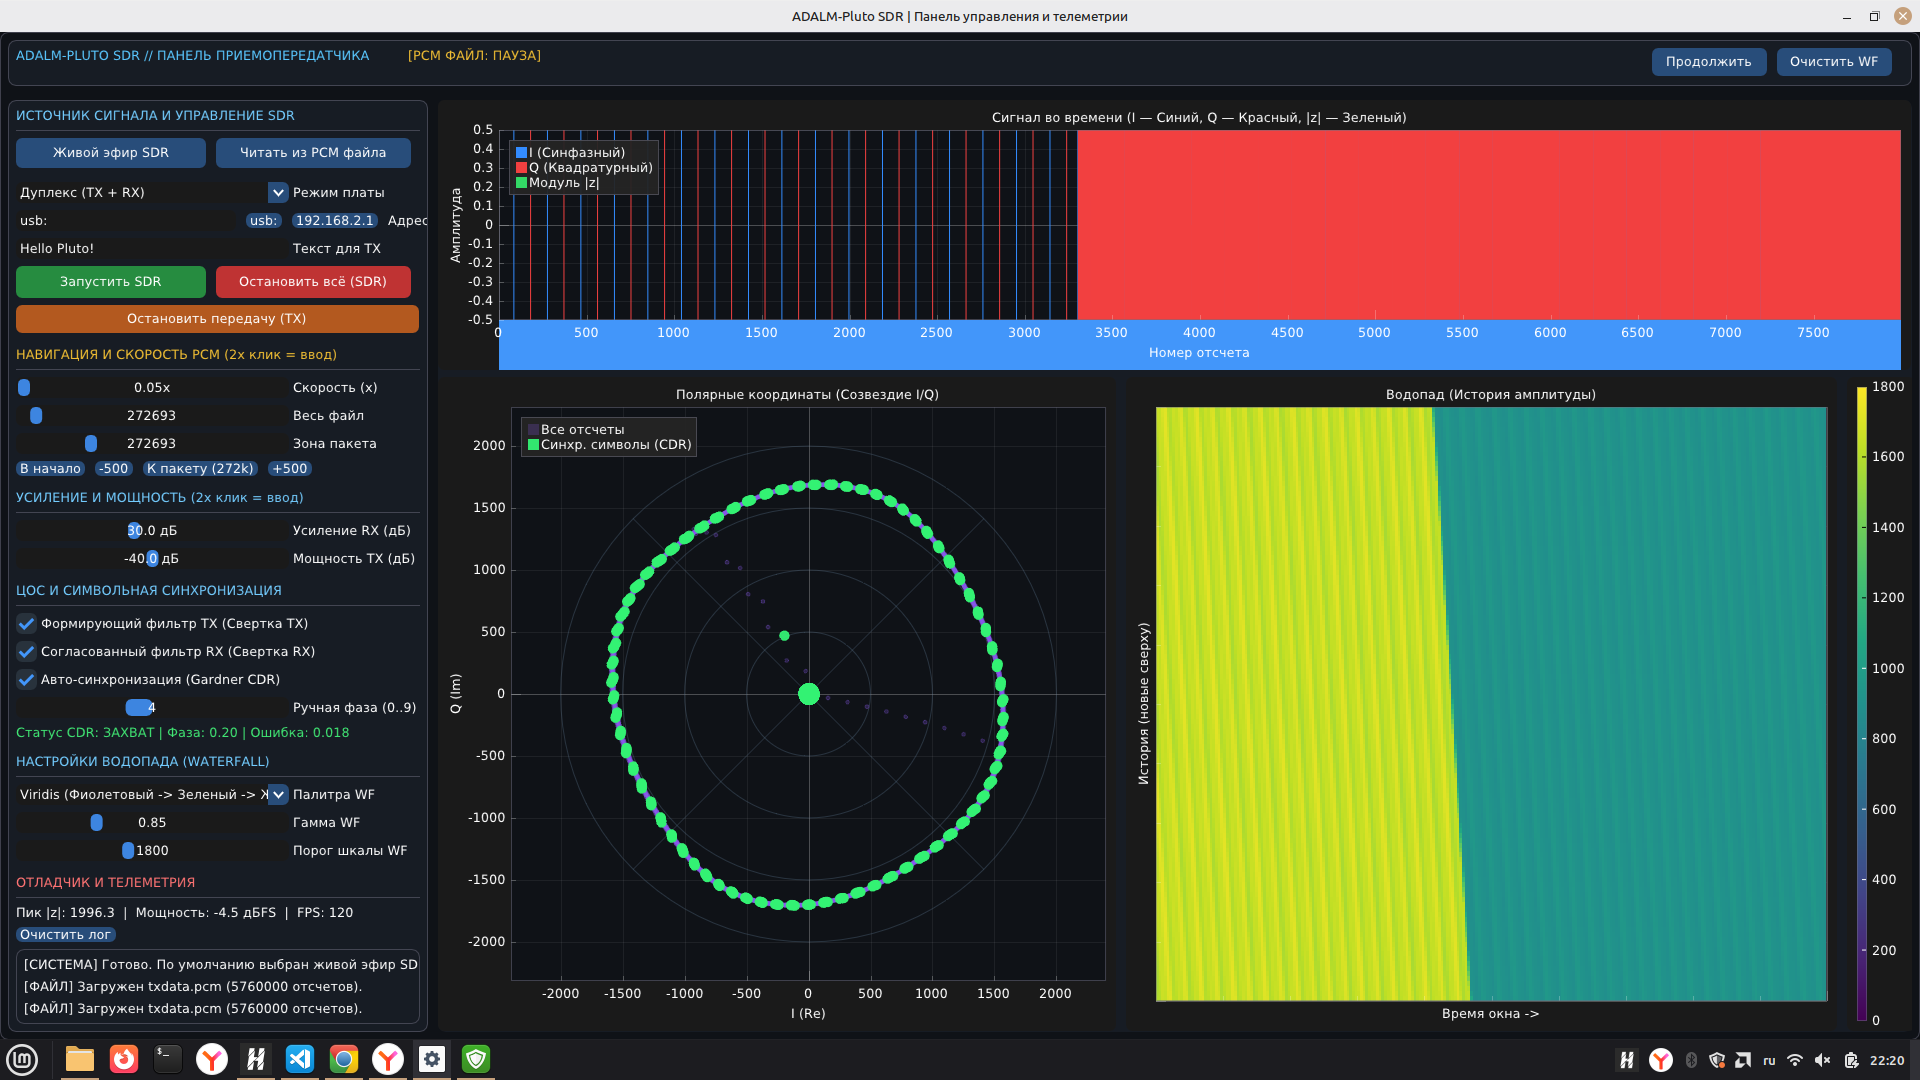 ADALM-Pluto SDR | Панель управления и телеметрии
ADALM-PLUTO SDR // ПАНЕЛЬ ПРИЕМОПЕРЕДАТЧИКА [PCM ФАЙЛ: ПАУЗА]
Продолжить Очистить WF
ИСТОЧНИК СИГНАЛА И УПРАВЛЕНИЕ SDR
Живой эфир SDR Читать из PCM файла
Дуплекс (TX + RX) Режим платы
usb: usb: 192.168.2.1 Адрес
Hello Pluto! Текст для TX
Запустить SDR Остановить всё (SDR)
Остановить передачу (TX)
НАВИГАЦИЯ И СКОРОСТЬ PCM (2x клик = ввод)
0.05x Скорость (x)
272693 Весь файл
272693 Зона пакета
В начало -500 К пакету (272k) +500
УСИЛЕНИЕ И МОЩНОСТЬ (2x клик = ввод)
30.0 дБ Усиление RX (дБ)
-40.0 дБ Мощность TX (дБ)
ЦОС И СИМВОЛЬНАЯ СИНХРОНИЗАЦИЯ
Формирующий фильтр TX (Свертка TX)
Согласованный фильтр RX (Свертка RX)
Авто-синхронизация (Gardner CDR)
4 Ручная фаза (0..9)
Статус CDR: ЗАХВАТ | Фаза: 0.20 | Ошибка: 0.018
НАСТРОЙКИ ВОДОПАДА (WATERFALL)
Viridis (Фиолетовый -> Зеленый -> Ж Палитра WF
0.85 Гамма WF
1800 Порог шкалы WF
ОТЛАДЧИК И ТЕЛЕМЕТРИЯ
Пик |z|: 1996.3 | Мощность: -4.5 дБFS | FPS: 120
Очистить лог
[СИСТЕМА] Готово. По умолчанию выбран живой эфир SD
[ФАЙЛ] Загружен txdata.pcm (5760000 отсчетов).
[ФАЙЛ] Загружен txdata.pcm (5760000 отсчетов).
Сигнал во времени (I — Синий, Q — Красный, |z| — Зеленый)
Амплитуда
0.5
0.4
0.3
0.2
0.1
0
-0.1
-0.2
-0.3
-0.4
-0.5
I (Синфазный)
Q (Квадратурный)
Модуль |z|
0 500 1000 1500 2000 2500 3000 3500 4000 4500 5000 5500 6000 6500 7000 7500
Номер отсчета
Полярные координаты (Созвездие I/Q)
Все отсчеты
Синхр. символы (CDR)
Q (Im)
2000
1500
1000
500
0
-500
-1000
-1500
-2000
-2000 -1500 -1000 -500 0 500 1000 1500 2000
I (Re)
Водопад (История амплитуды)
История (новые сверху)
Время окна ->
1800
1600
1400
1200
1000
800
600
400
200
0
ru 22:20